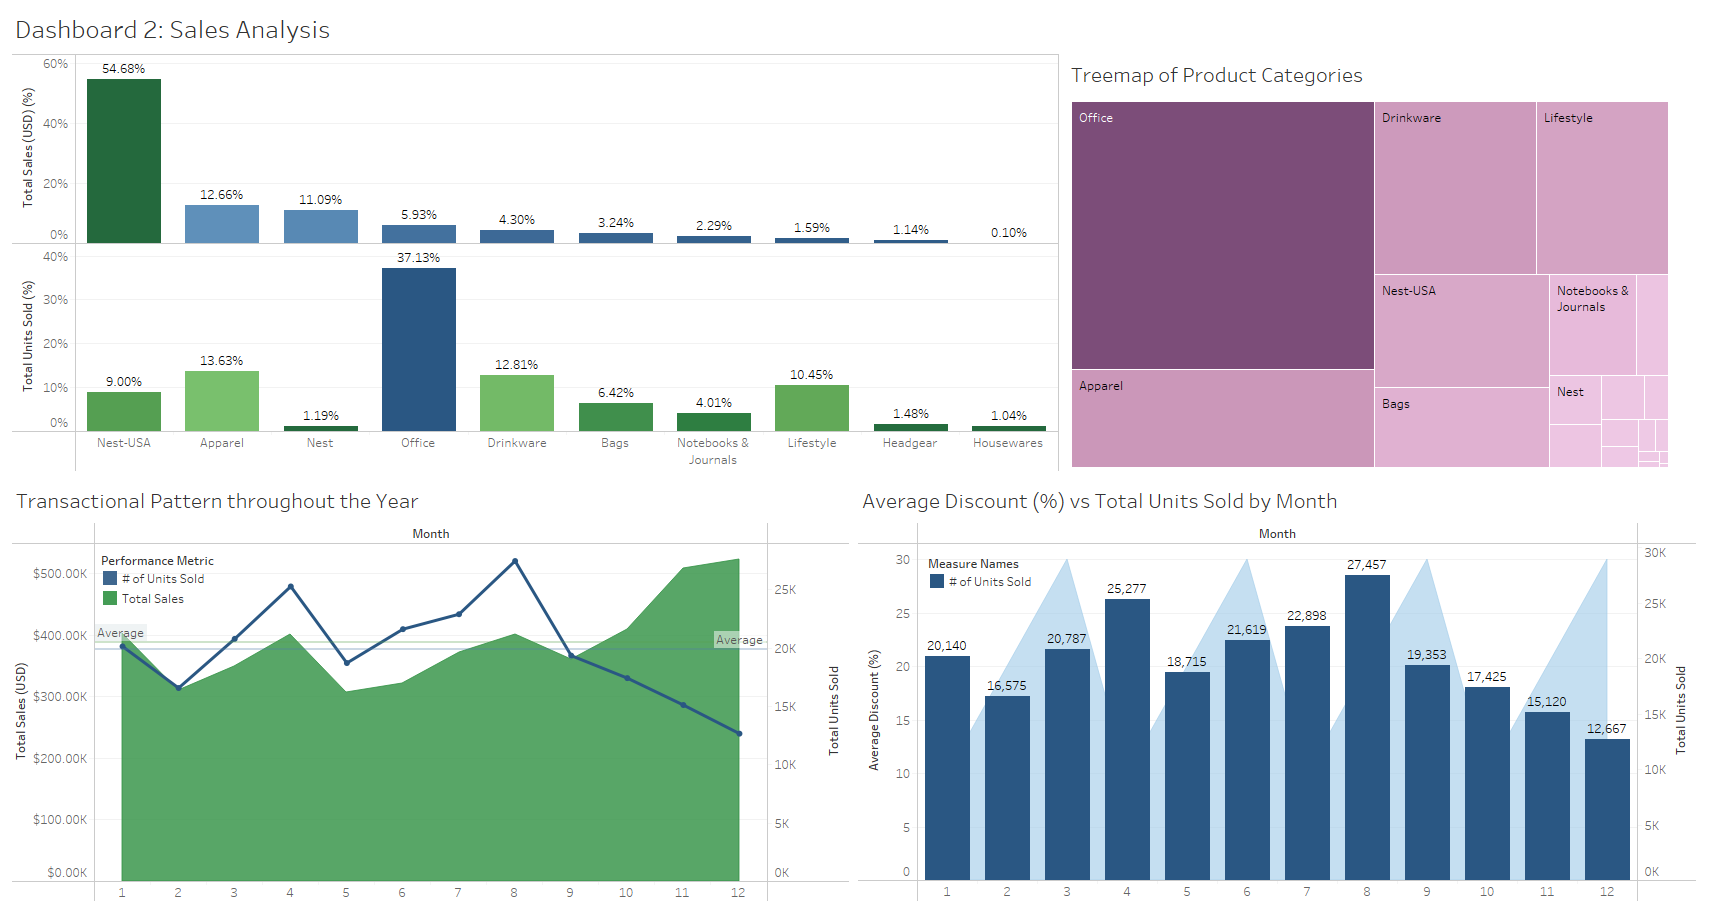 Dashboard 2: Sales Analysis
Total Sales (USD) (%)
60%
40%
20%
0%
54.68%
12.66%
11.09%
5.93%
4.30%
3.24%
2.29%
1.59%
1.14%
0.10%
Total Units Sold (%)
40%
30%
20%
10%
0%
9.00%
13.63%
1.19%
37.13%
12.81%
6.42%
4.01%
10.45%
1.48%
1.04%
Nest-USA
Apparel
Nest
Office
Drinkware
Bags
Notebooks &
Journals
Lifestyle
Headgear
Housewares
Treemap of Product Categories
Office
Drinkware
Lifestyle
Nest-USA
Notebooks &
Journals
Apparel
Bags
Nest
Transactional Pattern throughout the Year
Month
Performance Metric
# of Units Sold
Total Sales
Average
Average
Total Sales (USD)
$500.00K
$400.00K
$300.00K
$200.00K
$100.00K
$0.00K
25K
20K
15K
10K
5K
0K
Total Units Sold
1
2
3
4
5
6
7
8
9
10
11
12
Average Discount (%) vs Total Units Sold by Month
Month
Measure Names
# of Units Sold
Average Discount (%)
30
25
20
15
10
5
0
20,140
16,575
20,787
25,277
18,715
21,619
22,898
27,457
19,353
17,425
15,120
12,667
30K
25K
20K
15K
10K
5K
0K
Total Units Sold
1
2
3
4
5
6
7
8
9
10
11
12